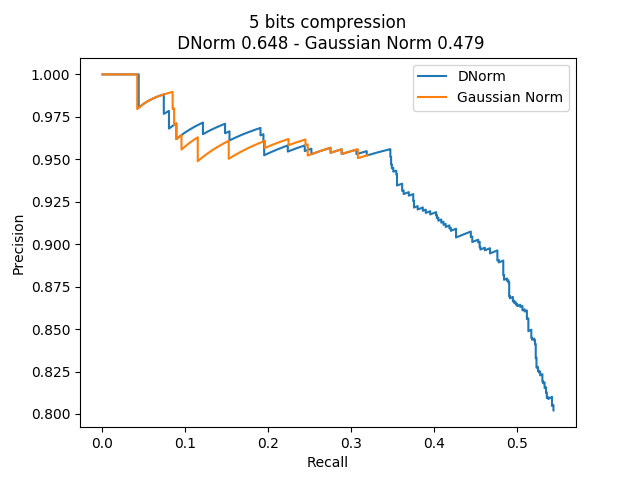 5 bits compression
DNorm 0.648 - Gaussian Norm 0.479
DNorm
Gaussian Norm
Precision
1.000
0.975
0.950
0.925
0.900
0.875
0.850
0.825
0.800
0.0 0.1 0.2 0.3 0.4 0.5
Recall